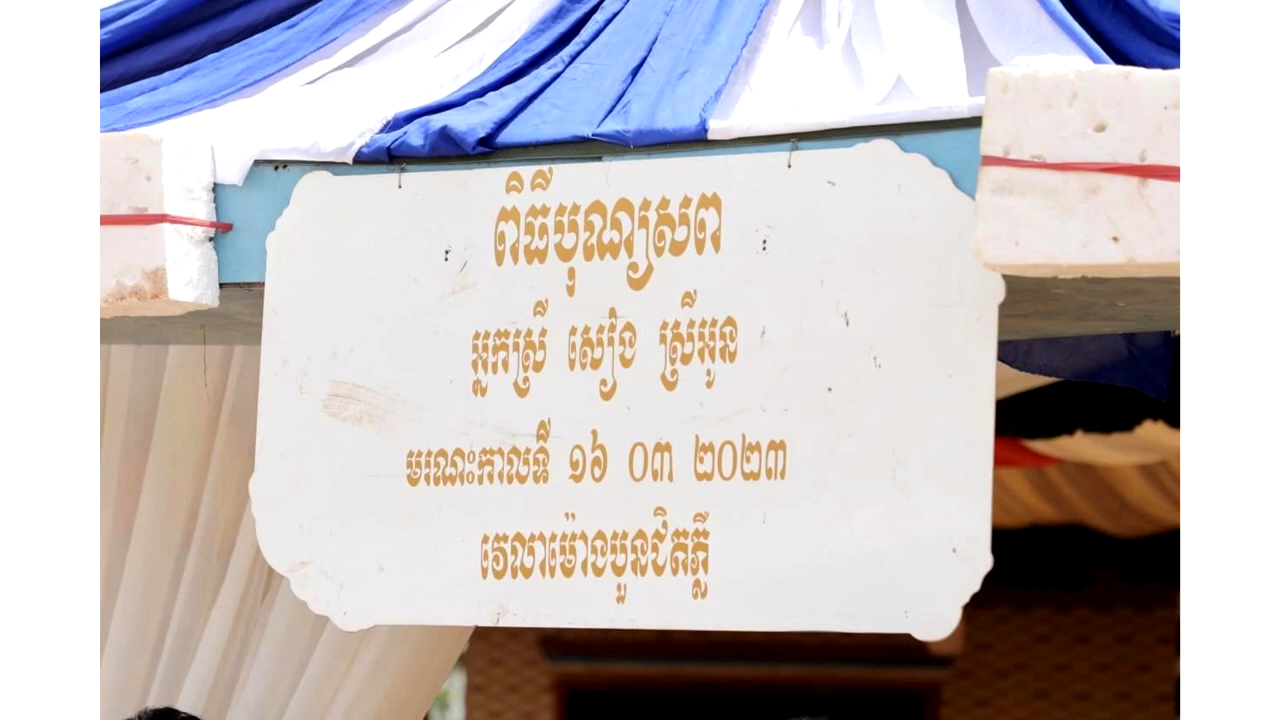 ពិធីបុណ្យសព
អ្នកស្រី សៀង ស្រីអូន
មរណះកាលទី ១៦ ០៣ ២០២៣
វេលាម៉ោងបួនជិតភ្លឺ